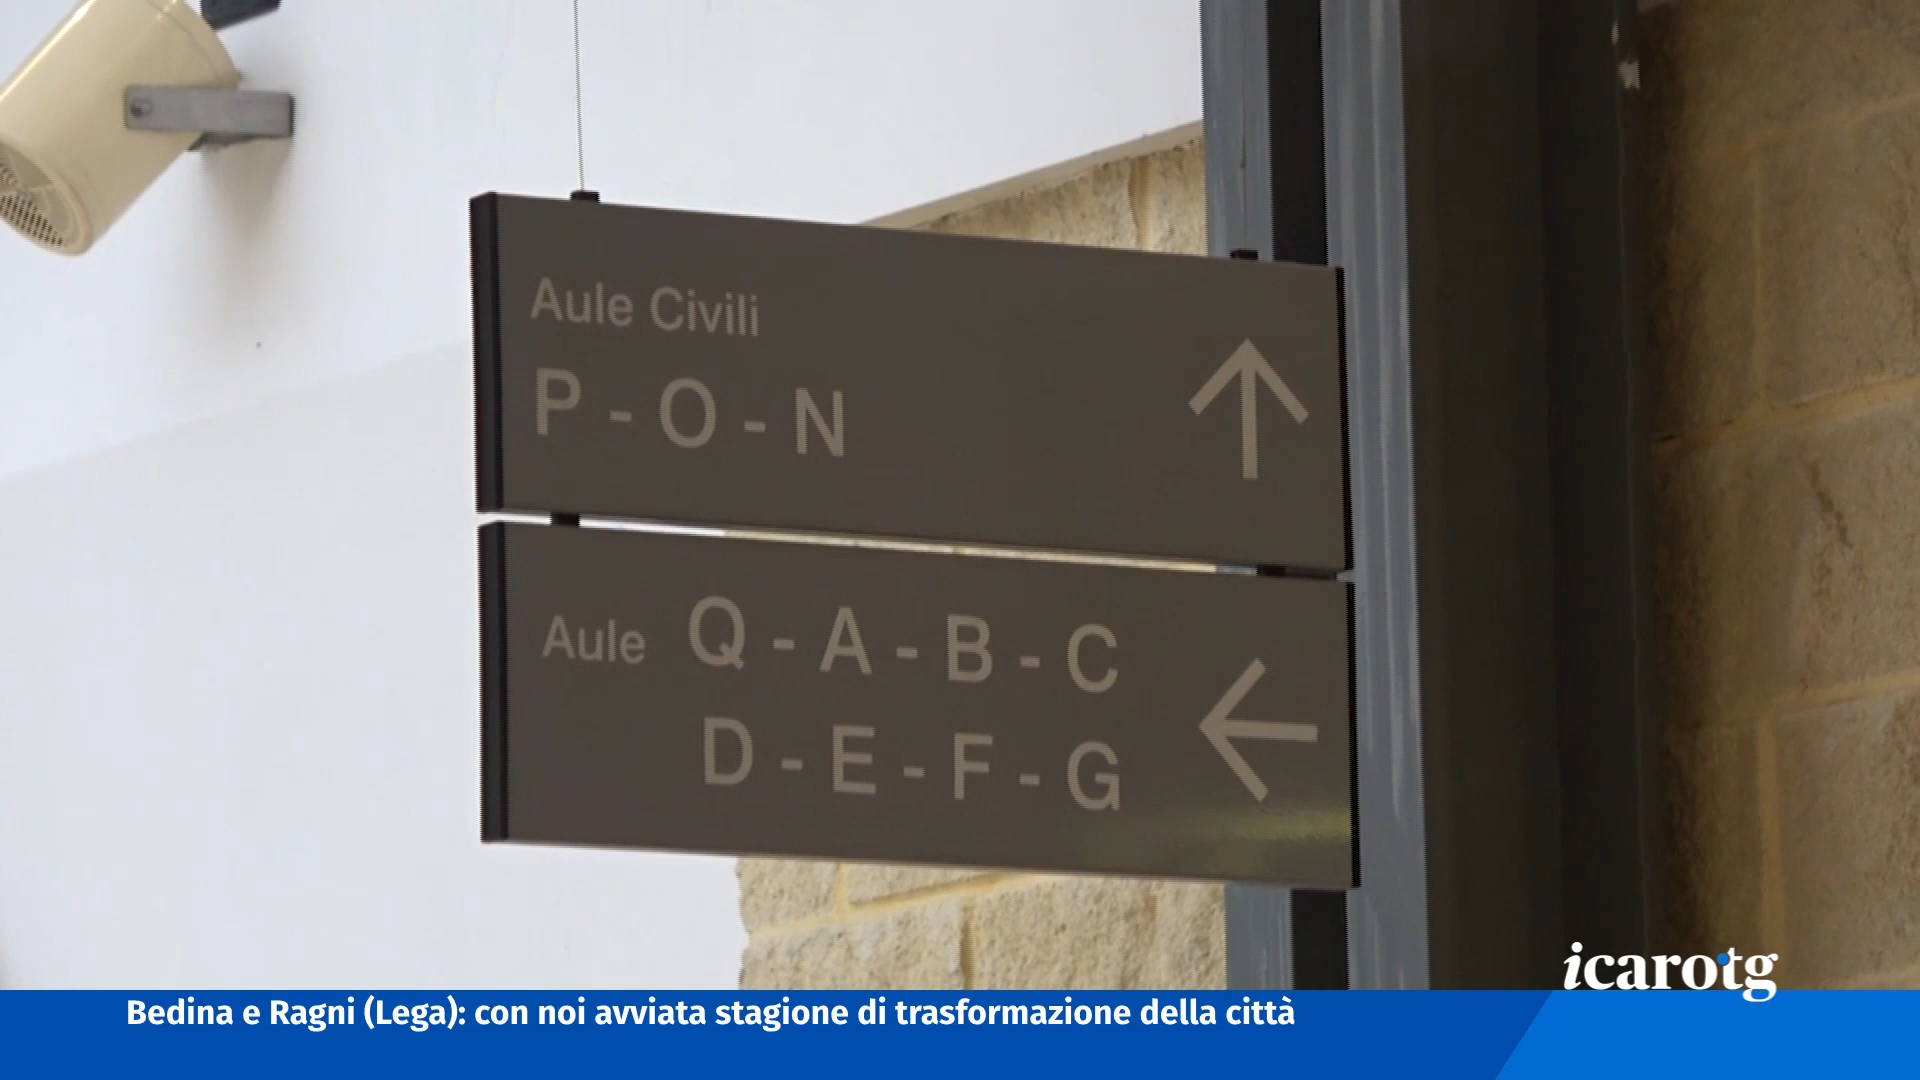 Aule Civili
P - O - N
Aule Q - A - B - C
D - E - F - G
icarotg
Bedina e Ragni (Lega): con noi avviata stagione di trasformazione della città